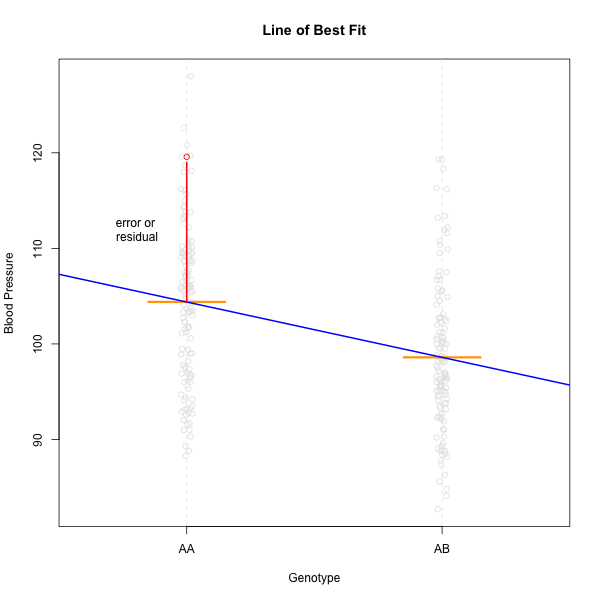 Line of Best Fit
Blood Pressure
120
110
100
90
error or
residual
AA
AB
Genotype